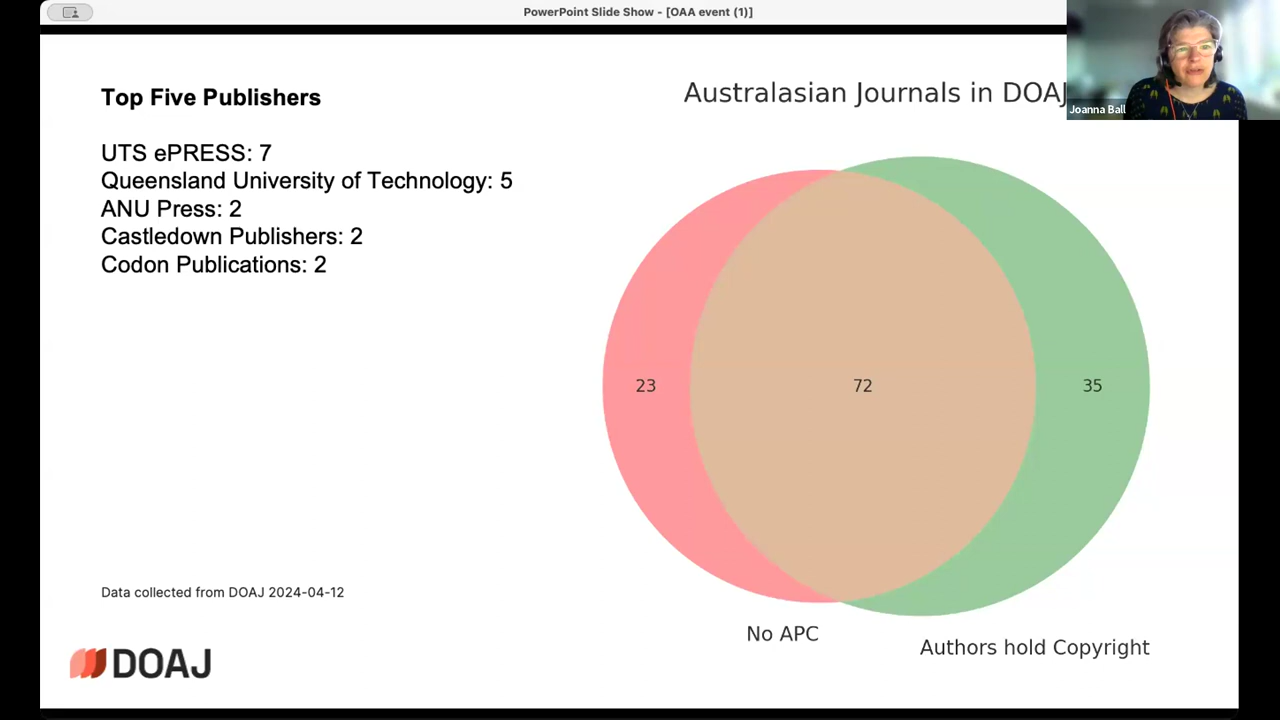 PowerPoint Slide Show - [OAA event (1)]
Joanna Ball
Top Five Publishers
UTS ePRESS: 7
Queensland University of Technology: 5
ANU Press: 2
Castledown Publishers: 2
Codon Publications: 2
Australasian Journals in DOAJ
23
72
35
No APC
Authors hold Copyright
Data collected from DOAJ 2024-04-12
DOAJ